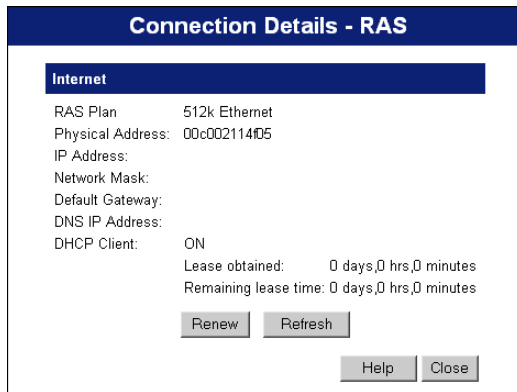 Connection Details - RAS
Internet
RAS Plan 512k Ethernet
Physical Address: 00c002114f05
IP Address:
Network Mask:
Default Gateway:
DNS IP Address:
DHCP Client: ON
Lease obtained: 0 days,0 hrs,0 minutes
Remaining lease time: 0 days,0 hrs,0 minutes
Renew Refresh
Help Close